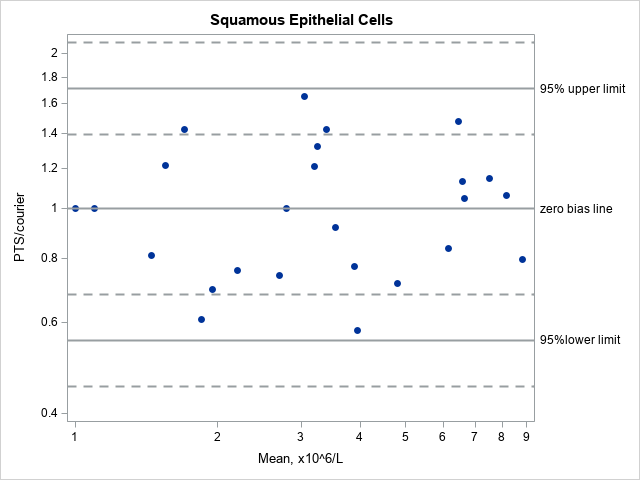 Squamous Epithelial Cells
PTS/courier
2
1.8
1.6
1.4
1.2
1
0.8
0.6
0.4
95% upper limit
zero bias line
95%lower limit
1 2 3 4 5 6 7 8 9
Mean, x10^6/L